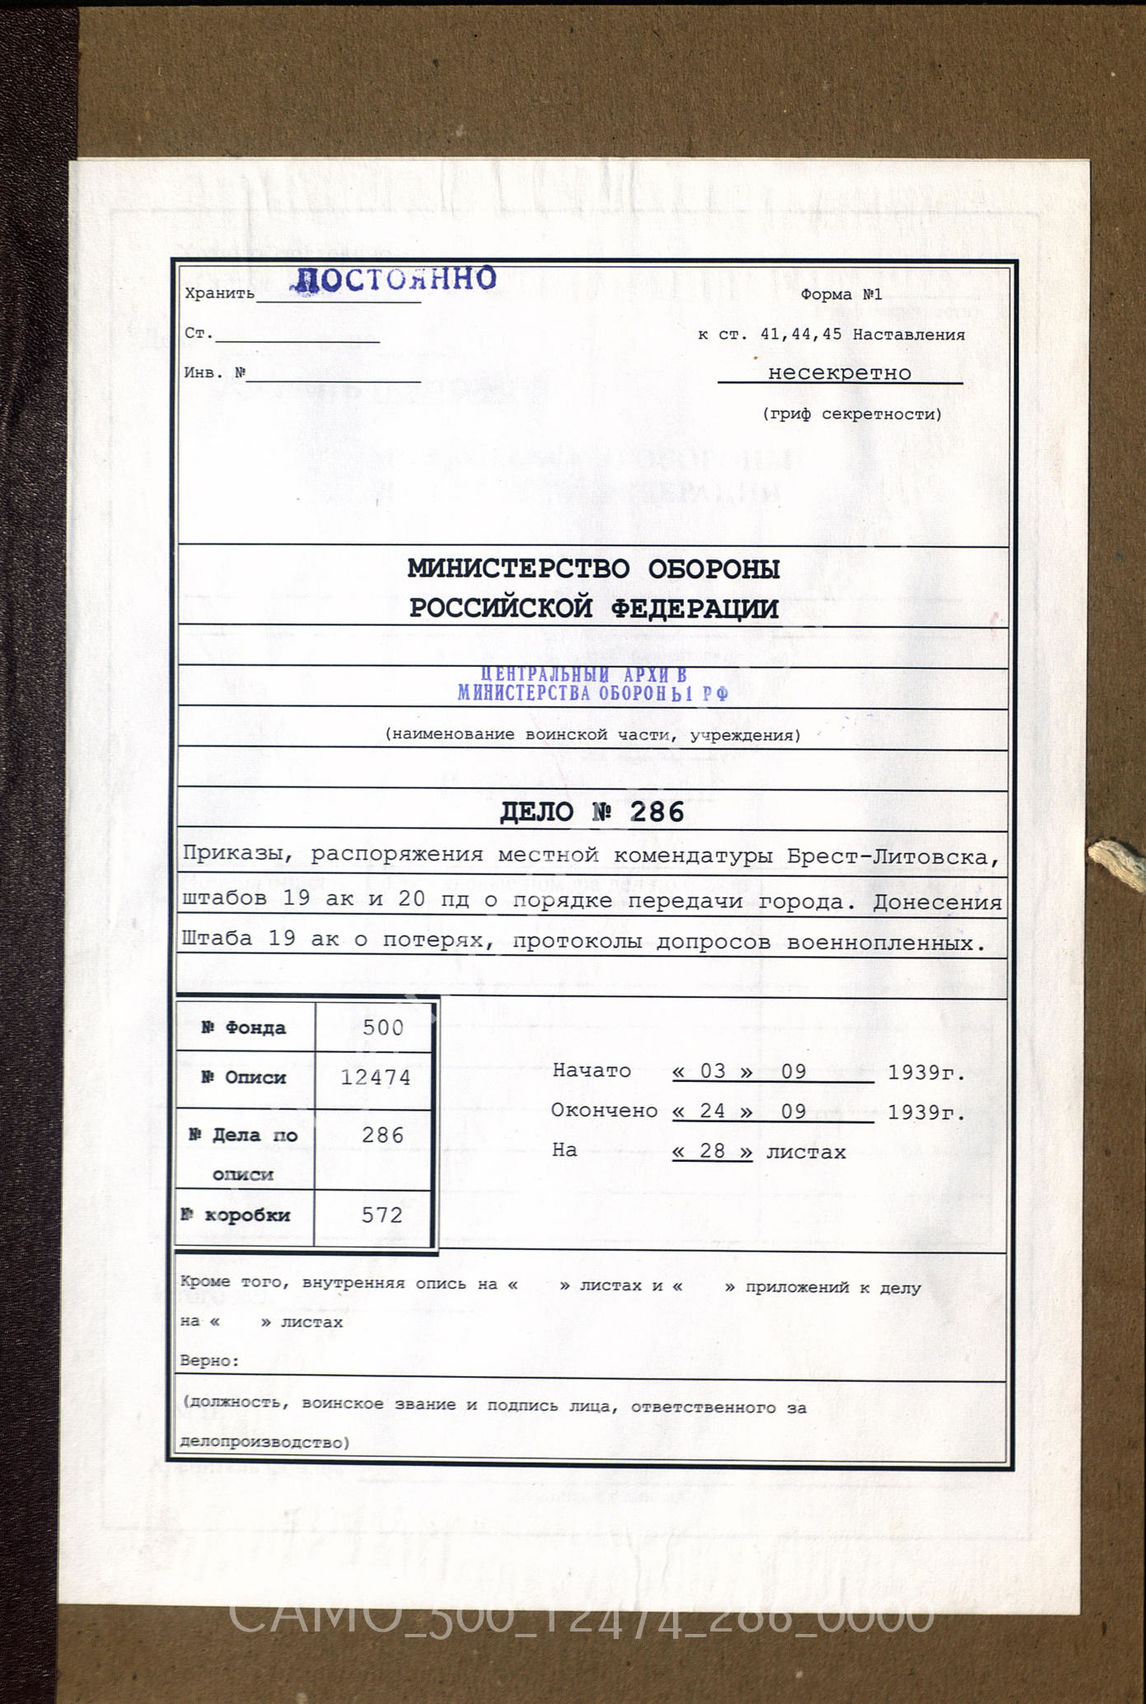 Хранить ПОСТОЯННО
Форма №1
Ст.
к ст. 41,44,45 Наставления
Инв. №
несекретно
(гриф секретности)
МИНИСТЕРСТВО ОБОРОНЫ
РОССИЙСКОЙ ФЕДЕРАЦИИ
ЦЕНТРАЛЬНЫЙ АРХИВ
МИНИСТЕРСТВА ОБОРОНЫ РФ
(наименование воинской части, учреждения)
ДЕЛО № 286
Приказы, распоряжения местной комендатуры Брест-Литовска,
штабов 19 ак и 20 пд о порядке передачи города. Донесения
Штаба 19 ак о потерях, протоколы допросов военнопленных.
№ Фонда 500
№ Описи 12474
№ Дела по описи 286
№ коробки 572
Начато « 03 » 09 1939г.
Окончено « 24 » 09 1939г.
На « 28 » листах
Кроме того, внутренняя опись на « » листах и « » приложений к делу
на « » листах
Верно:
(должность, воинское звание и подпись лица, ответственного за
делопроизводство)
CAMO_500_12474_286_0000